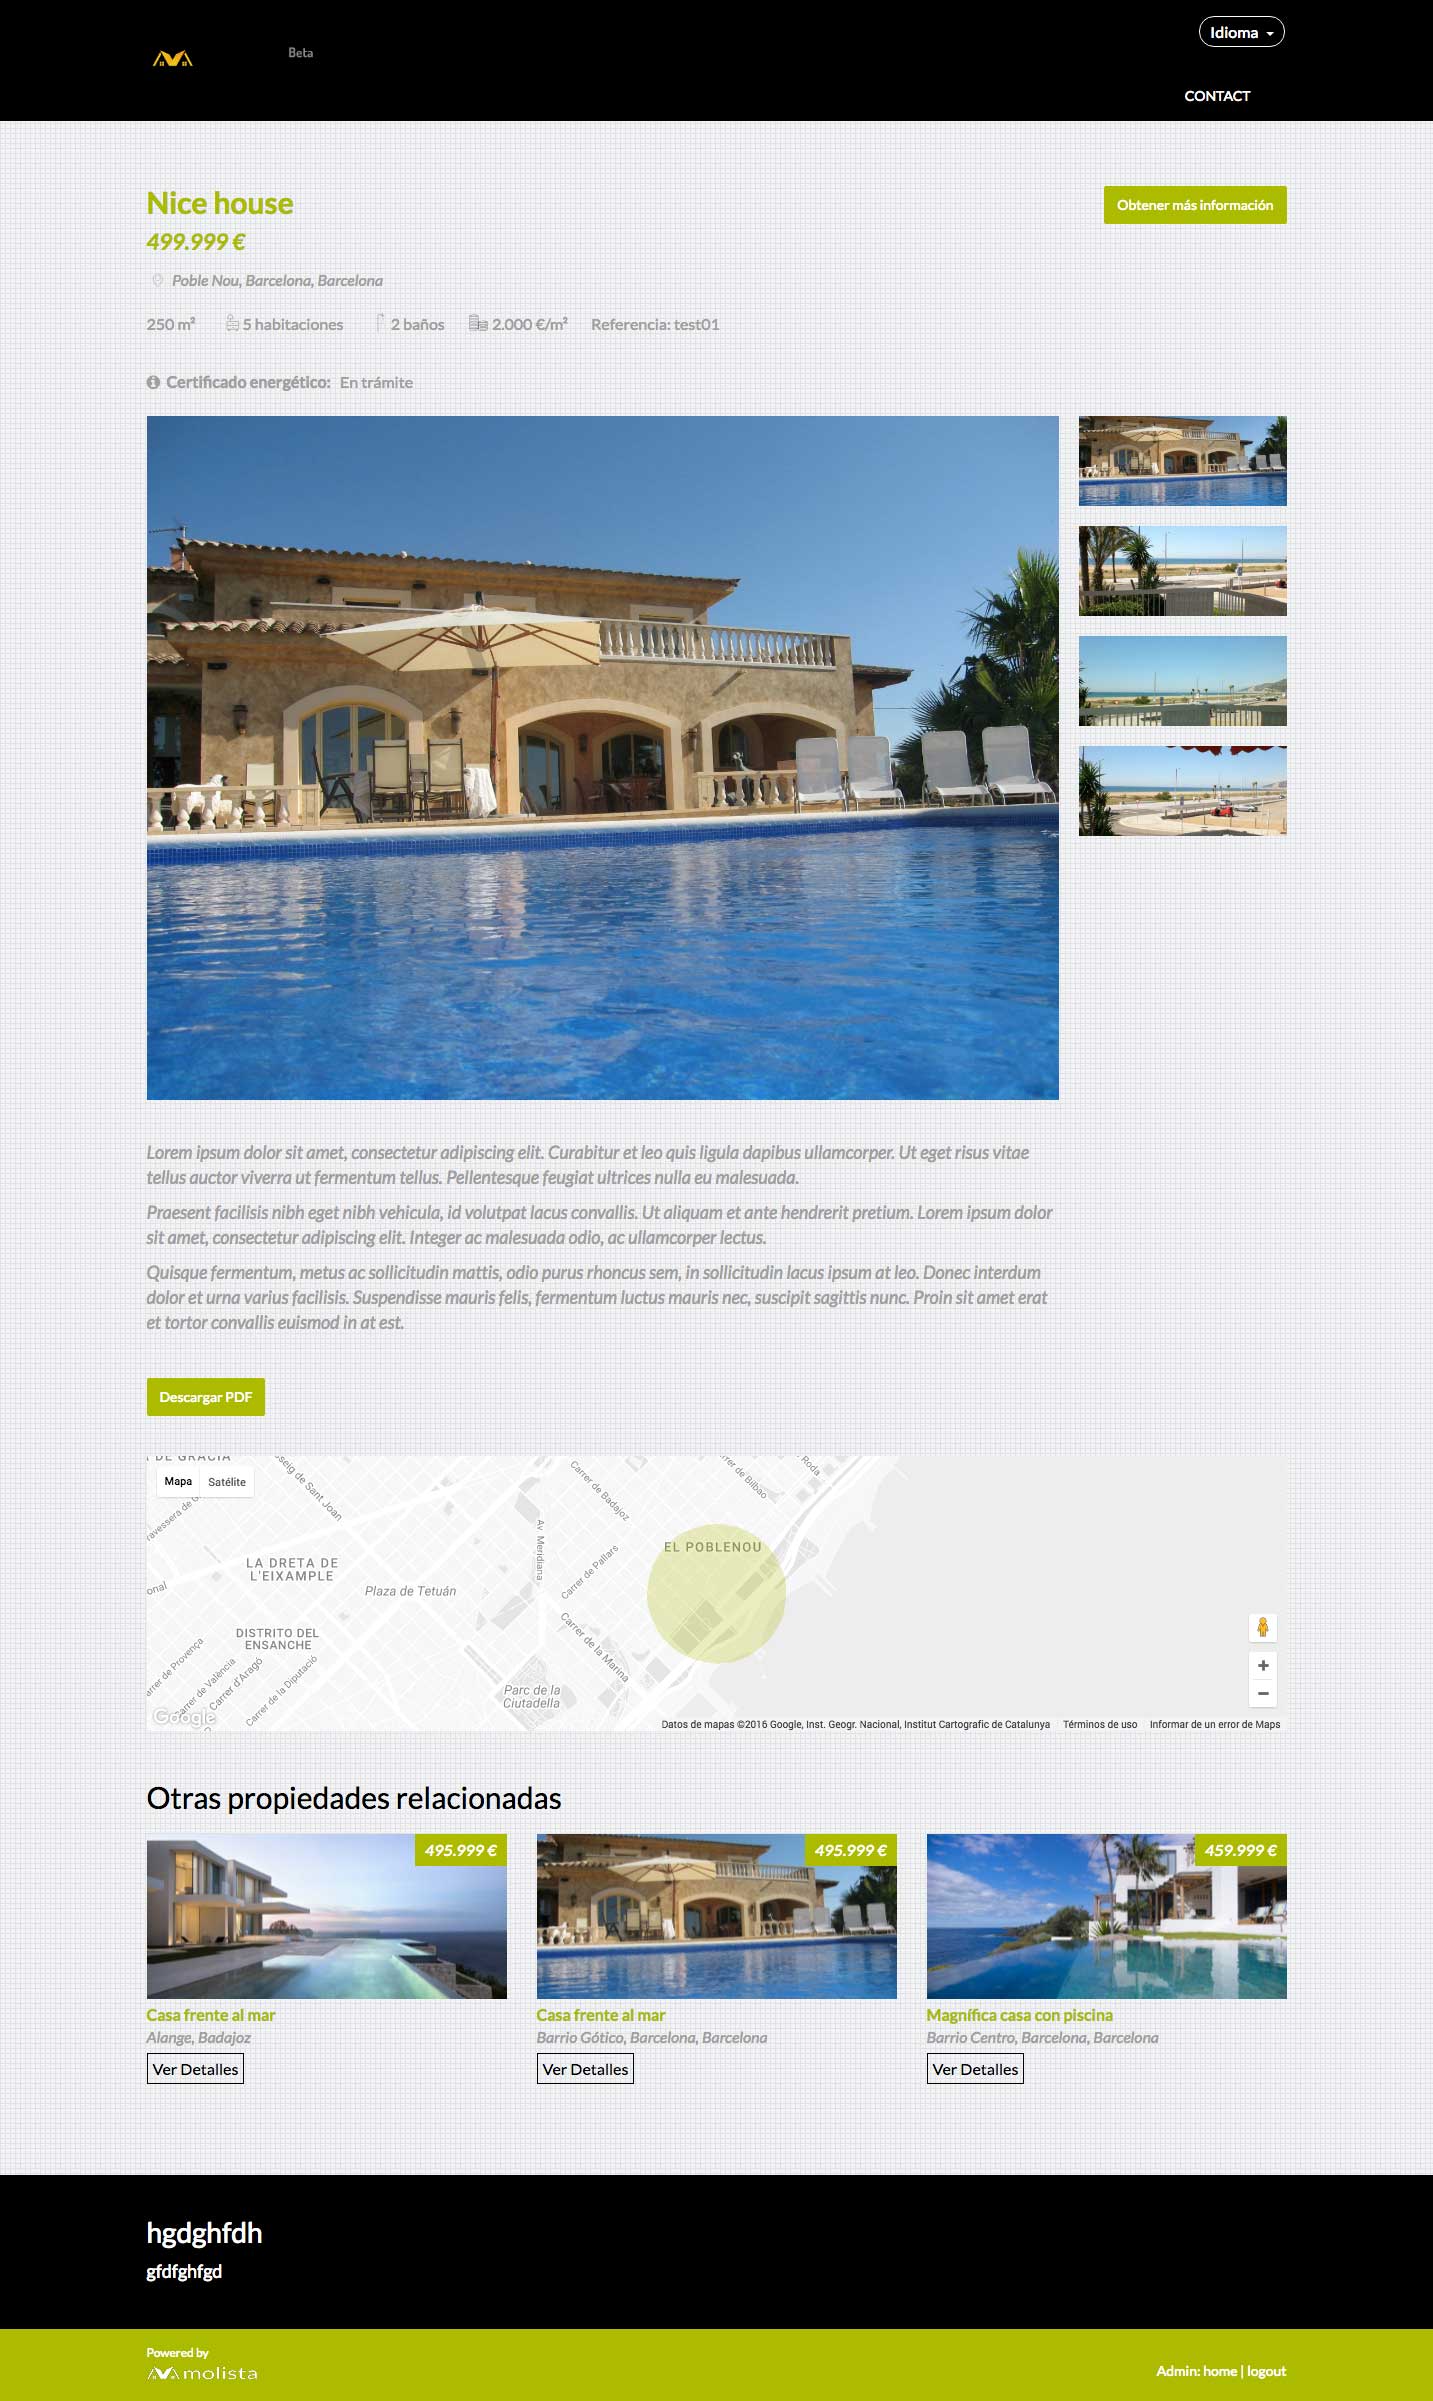 Beta
Idioma
CONTACT
Nice house
Obtener más información
499.999 €
Poble Nou, Barcelona, Barcelona
250 m² 5 habitaciones 2 baños 2.000 €/m² Referencia: test01
Certificado energético: En trámite
Lorem ipsum dolor sit amet, consectetur adipiscing elit. Curabitur et leo quis ligula dapibus ullamcorper. Ut eget risus vitae
tellus auctor viverra ut fermentum tellus. Pellentesque feugiat ultrices nulla eu malesuada.
Praesent facilisis nibh eget nibh vehicula, id volutpat lacus convallis. Ut aliquam et ante hendrerit pretium. Lorem ipsum dolor
sit amet, consectetur adipiscing elit. Integer ac malesuada odio, ac ullamcorper lectus.
Quisque fermentum, metus ac sollicitudin mattis, odio purus rhoncus sem, in sollicitudin lacus ipsum at leo. Donec interdum
dolor et urna varius facilisis. Suspendisse mauris felis, fermentum luctus mauris nec, suscipit sagittis nunc. Proin sit amet erat
et tortor convallis euismod in at est.
Descargar PDF
DE GRACIA
Mapa Satélite
seig de Sant Joan
Carrer de Badajoz
rer de Bilbao
Roda
ravessera de G
Av. Meridiana
Carrer de Pallars
EL POBLENOU
LA DRETA DE
L'EIXAMPLE
Plaza de Tetuán
onal
DISTRITO DEL
ENSANCHE
Carrer de la Marina
arrer de Provença
Carrer de València
Carrer d'Aragó
Carrer de la Diputació
Parc de la
Ciutadella
Google
Datos de mapas ©2016 Google, Inst. Geogr. Nacional, Institut Cartografic de Catalunya Términos de uso Informar de un error de Maps
Otras propiedades relacionadas
495.999 €
495.999 €
459.999 €
Casa frente al mar
Alange, Badajoz
Ver Detalles
Casa frente al mar
Barrio Gótico, Barcelona, Barcelona
Ver Detalles
Magnífica casa con piscina
Barrio Centro, Barcelona, Barcelona
Ver Detalles
hgdghfdh
gfdfghfgd
Powered by
molista
Admin: home | logout